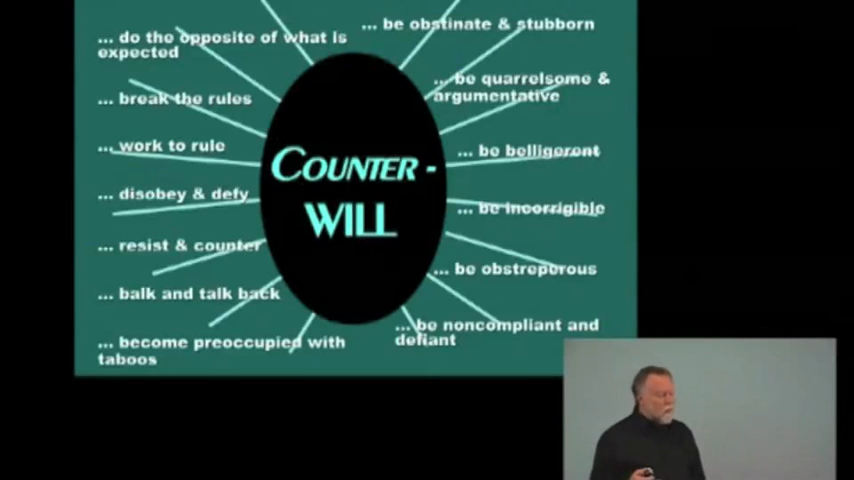 ... be obstinate & stubborn
... do the opposite of what is
expected
... be quarrelsome &
argumentative
... break the rules
... work to rule
... be belligerent
COUNTER -
WILL
... disobey & defy
... be incorrigible
... resist & counter
... be obstreperous
... balk and talk back
... be noncompliant and
defiant
... become preoccupied with
taboos